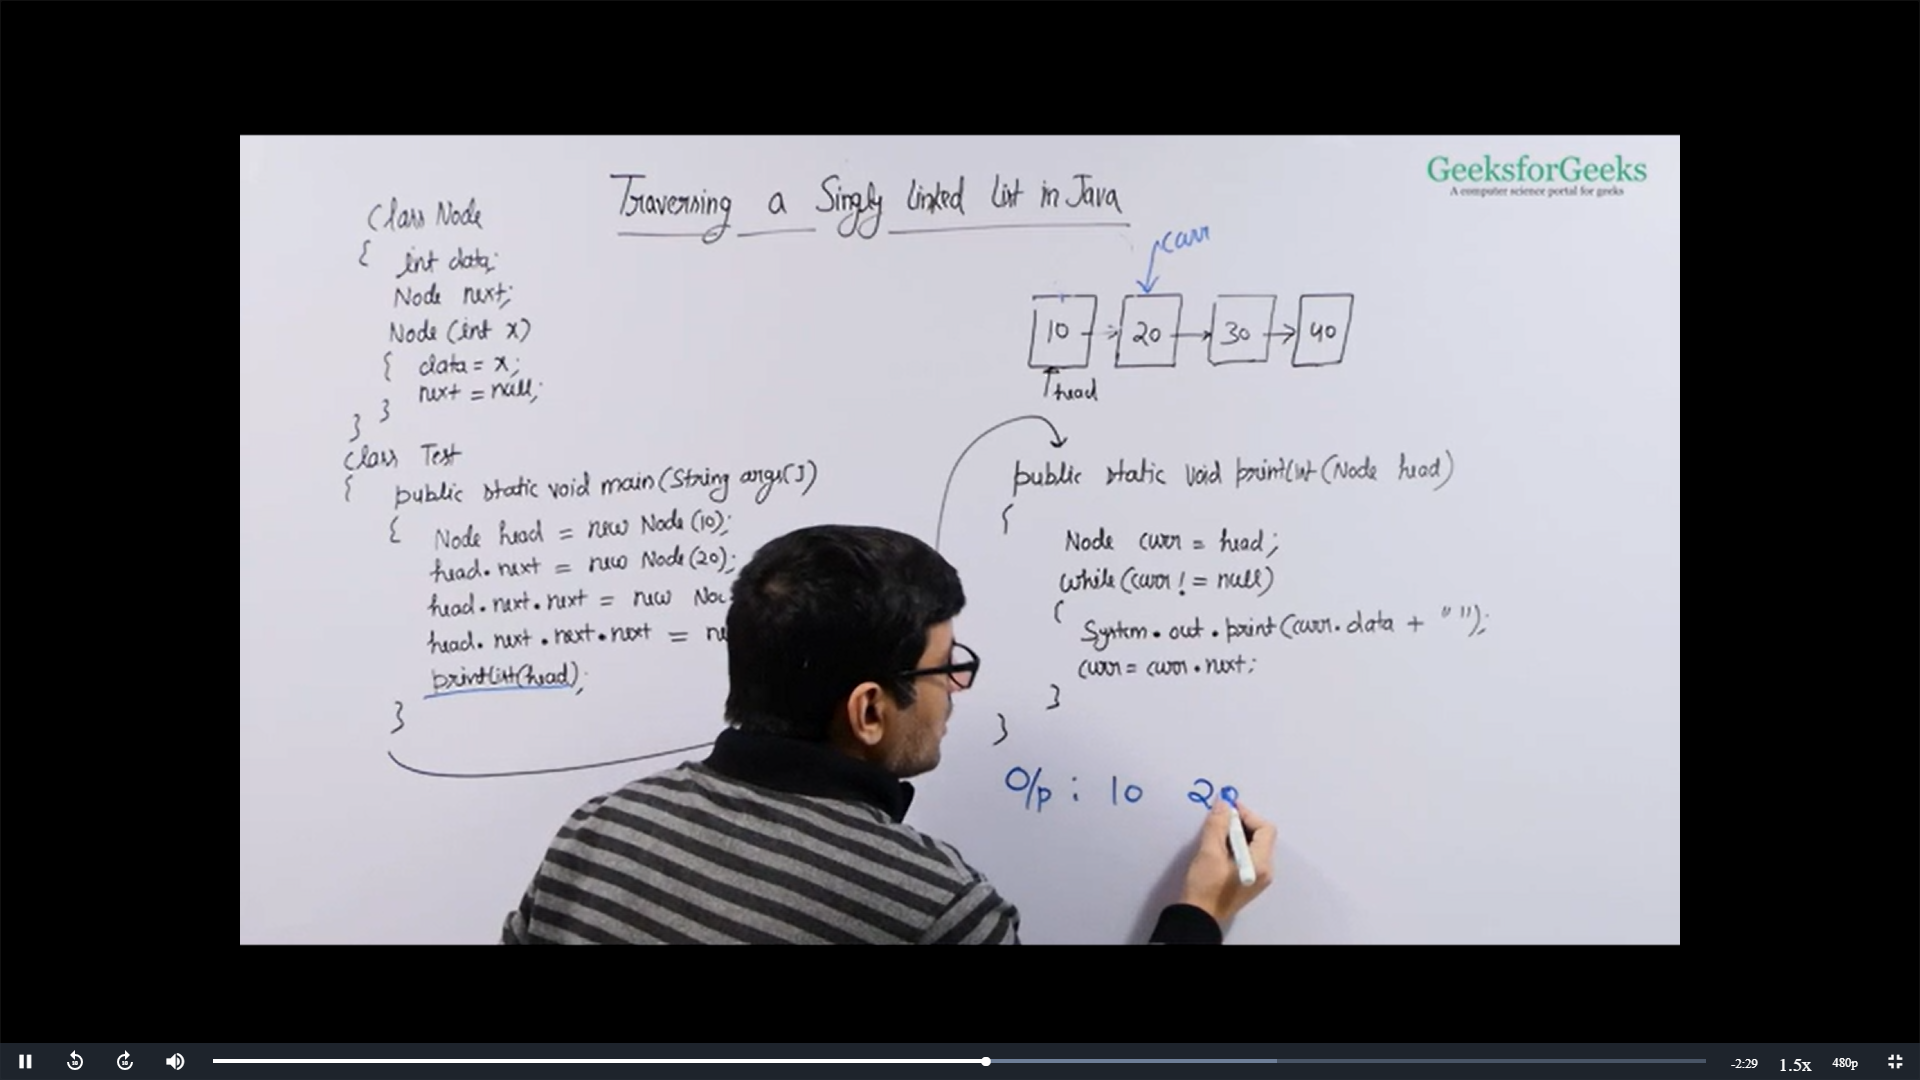 Traversing a Singly Linked List in Java
GeeksforGeeks
A computer science portal for geeks
Class Node
{ int data;
Node next;
Node (int x)
{ data = x;
next = null;
}
}
class Test
{ public static void main(String args[])
{ Node head = new Node(10);
head.next = new Node(20);
head.next.next = new
head.next.next.next =
printList(head);
}
curr
10 20 30 40
head
public static void printList(Node head)
{
Node curr = head;
while(curr != null)
{
System.out.print(curr.data + " ");
curr = curr.next;
}
}
O/p : 10 20
-2:29 1.5x 480p